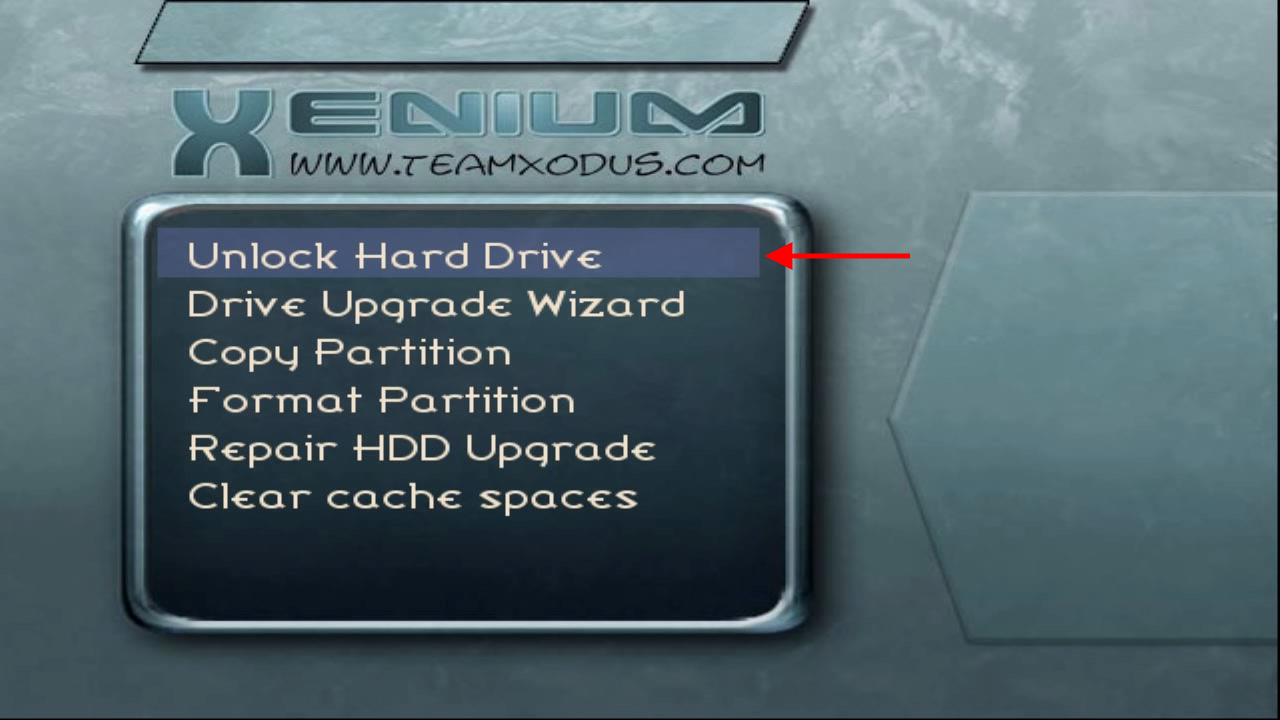 XENIUM
WWW.TEAMXODUS.COM
Unlock Hard Drive
Drive Upgrade Wizard
Copy Partition
Format Partition
Repair HDD Upgrade
Clear cache spaces